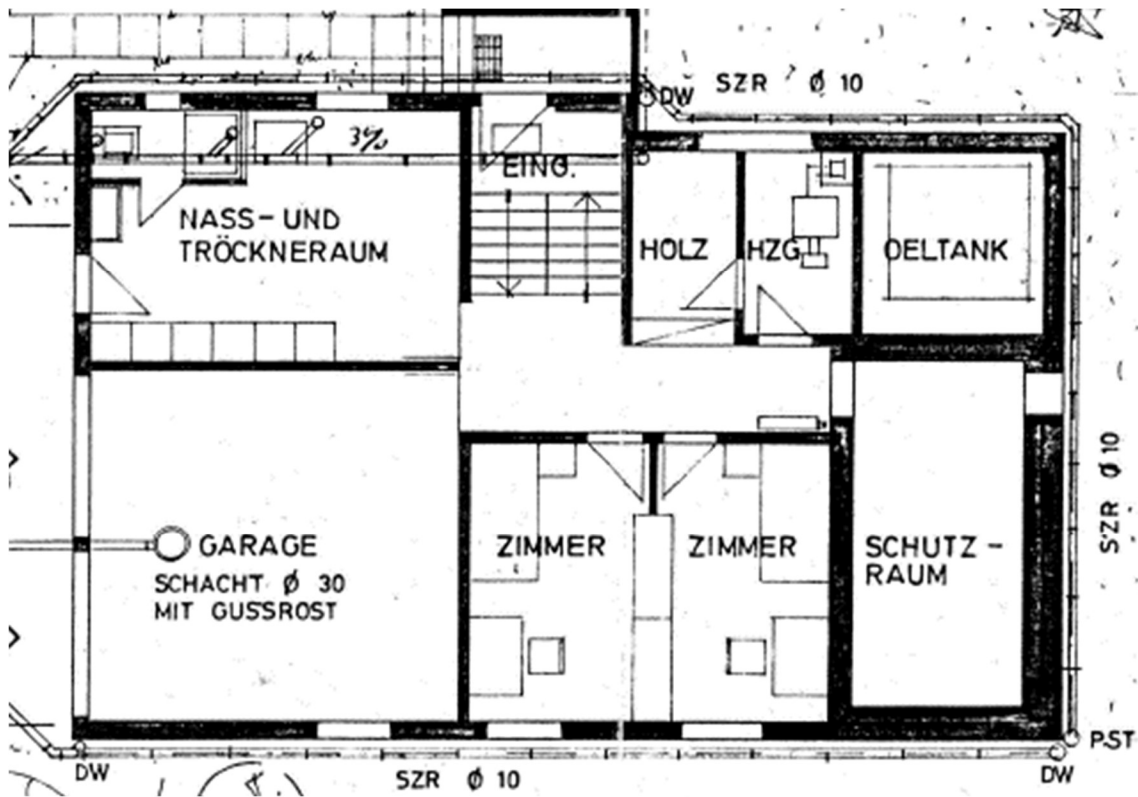 SZR Ø 10
DW
3%
EING.
NASS- UND
TRÖCKNERAUM
HOLZ
HZG
OELTANK
SZR Ø 10
GARAGE
SCHACHT Ø 30
MIT GUSSROST
ZIMMER
ZIMMER
SCHUTZ-
RAUM
P.ST
DW
SZR Ø 10
DW